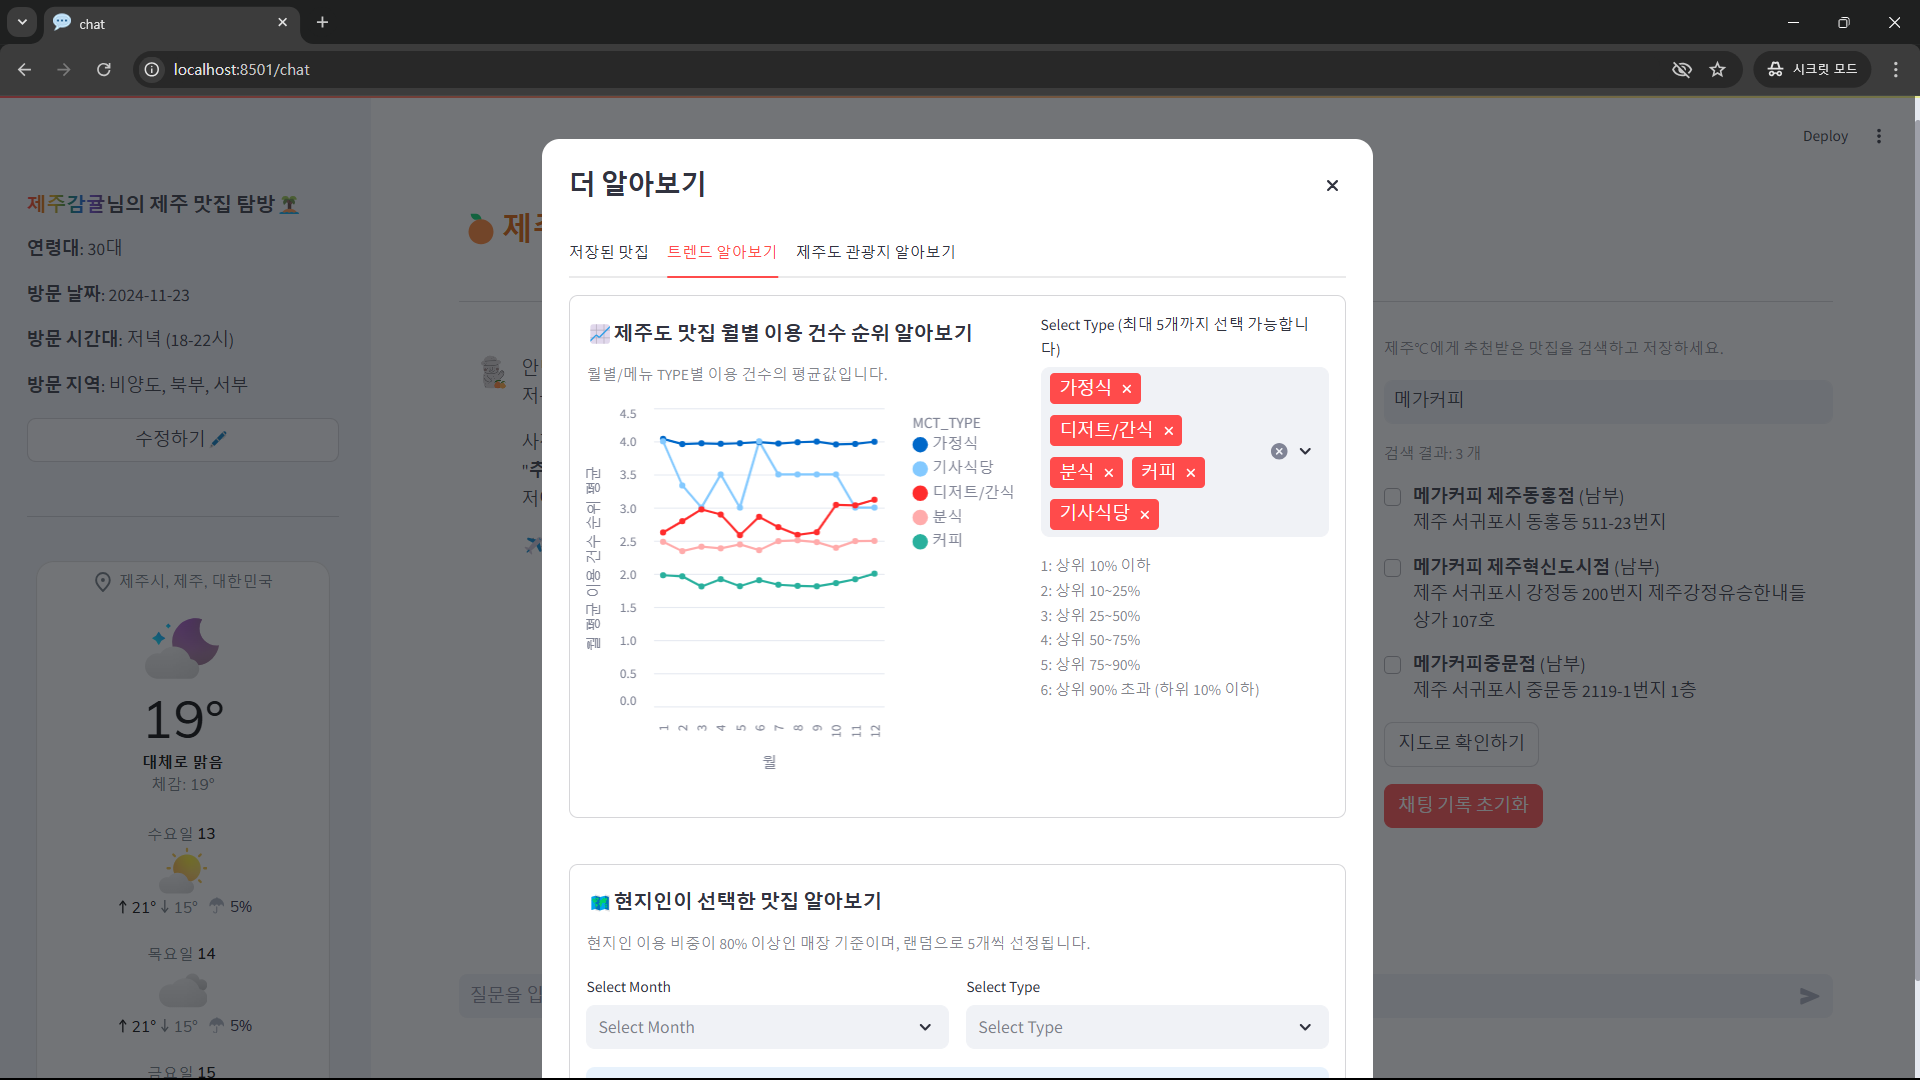 chat
localhost:8501/chat
시크릿 모드
Deploy
제주감귤님의 제주 맛집 탐방
연령대: 30대
방문 날짜: 2024-11-23
방문 시간대: 저녁 (18-22시)
방문 지역: 비양도, 북부, 서부
수정하기
제주시, 제주, 대한민국
19°
대체로 맑음
체감: 19°
수요일 13
↑ 21° ↓ 15° 5%
목요일 14
↑ 21° ↓ 15° 5%
금요일 15
더 알아보기
저장된 맛집
트렌드 알아보기
제주도 관광지 알아보기
제주도 맛집 월별 이용 건수 순위 알아보기
월별/메뉴 TYPE별 이용 건수의 평균값입니다.
월 평균 이용 건수 순위 평균
4.5
4.0
3.5
3.0
2.5
2.0
1.5
1.0
0.5
0.0
1 2 3 4 5 6 7 8 9 10 11 12
월
MCT_TYPE
가정식
기사식당
디저트/간식
분식
커피
Select Type (최대 5개까지 선택 가능합니
다)
가정식
디저트/간식
분식 커피
기사식당
1: 상위 10% 이하
2: 상위 10~25%
3: 상위 25~50%
4: 상위 50~75%
5: 상위 75~90%
6: 상위 90% 초과 (하위 10% 이하)
현지인이 선택한 맛집 알아보기
현지인 이용 비중이 80% 이상인 매장 기준이며, 랜덤으로 5개씩 선정됩니다.
Select Month
Select Month
Select Type
Select Type
제주℃에게 추천받은 맛집을 검색하고 저장하세요.
메가커피
검색 결과: 3 개
메가커피 제주동홍점 (남부)
제주 서귀포시 동홍동 511-23번지
메가커피 제주혁신도시점 (남부)
제주 서귀포시 강정동 200번지 제주강정유승한내들
상가 107호
메가커피중문점 (남부)
제주 서귀포시 중문동 2119-1번지 1층
지도로 확인하기
채팅 기록 초기화
질문을 입